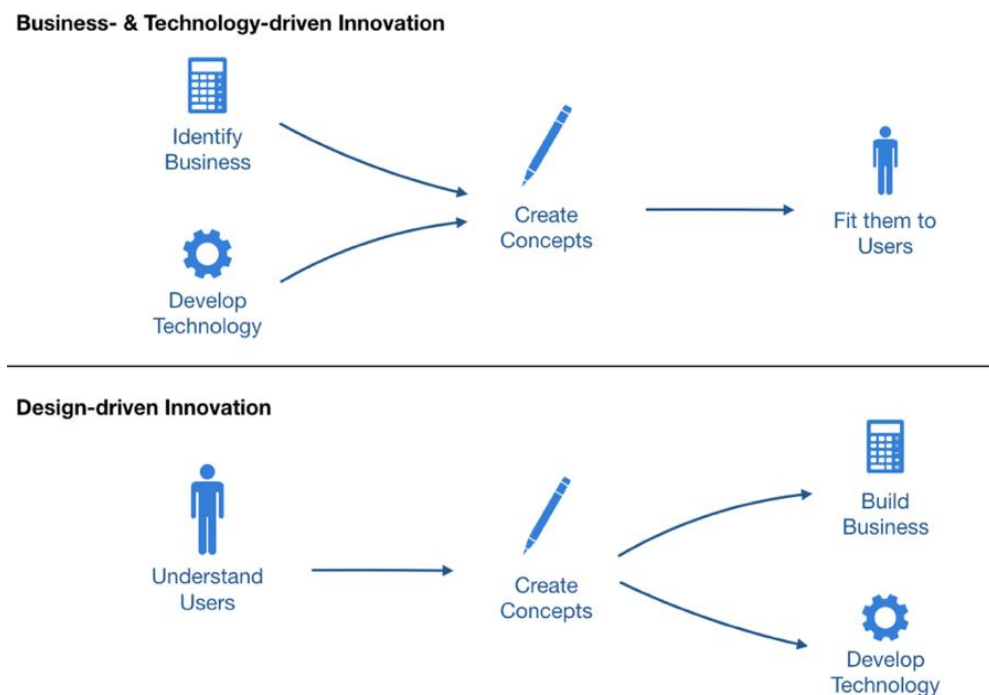 Business- & Technology-driven Innovation
Identify
Business
Develop
Technology
Create
Concepts
Fit them to
Users
Design-driven Innovation
Understand
Users
Create
Concepts
Build
Business
Develop
Technology